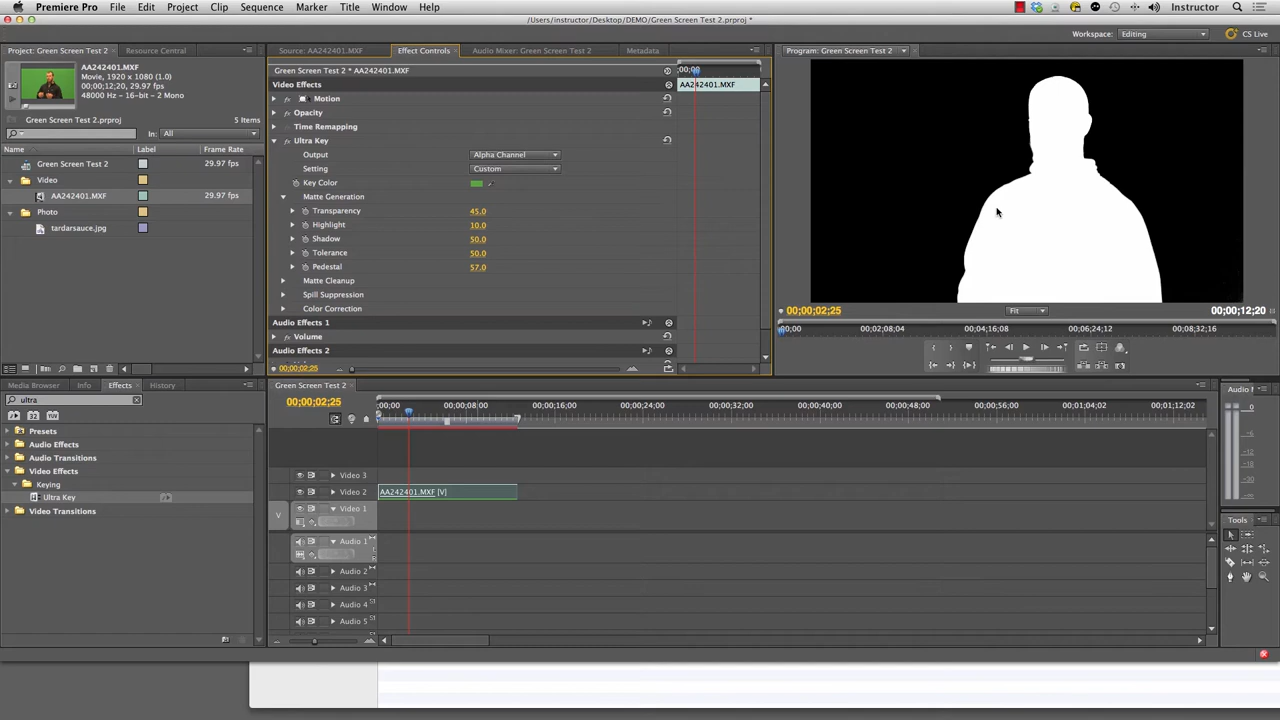 Premiere Pro File Edit Project Clip Sequence Marker Title Window Help Instructor
/Users/instructor/Desktop/DEMO/Green Screen Test 2.prproj *
Workspace: Editing CS Live
Project: Green Screen Test 2 Resource Central
AA242401.MXF
Movie, 1920 x 1080 (1.0)
00;00;12;20, 29.97 fps
48000 Hz - 16-bit - 2 Mono
Green Screen Test 2.prproj 5 Items
In: All
Name Label Frame Rate
Green Screen Test 2 29.97 fps
Video
AA242401.MXF 29.97 fps
Photo
tardarsauce.jpg
Source: AA242401.MXF Effect Controls Audio Mixer: Green Screen Test 2 Metadata
Green Screen Test 2 * AA242401.MXF ;00;00
Video Effects AA242401.MXF
fx Motion
fx Opacity
Time Remapping
fx Ultra Key
Output Alpha Channel
Setting Custom
Key Color
Matte Generation
Transparency 45.0
Highlight 10.0
Shadow 50.0
Tolerance 50.0
Pedestal 57.0
Matte Cleanup
Spill Suppression
Color Correction
Audio Effects 1
fx Volume
Audio Effects 2
00;00;02;25
Program: Green Screen Test 2
00;00;02;25 Fit 00;00;12;20
00;00 00;02;08;04 00;04;16;08 00;06;24;12 00;08;32;16
Media Browser Info Effects History
ultra
Presets
Audio Effects
Audio Transitions
Video Effects
Keying
Ultra Key
Video Transitions
Green Screen Test 2
00;00;02;25
00;00 00;00;08;00 00;00;16;00 00;00;24;00 00;00;32;00 00;00;40;00 00;00;48;00 00;00;56;00 00;01;04;02 00;01;12;02
Video 3
Video 2 AA242401.MXF [V]
V Video 1
Audio 1
Audio 2
Audio 3
Audio 4
Audio 5
Audio
0
-6
-12
-18
-30
Tools